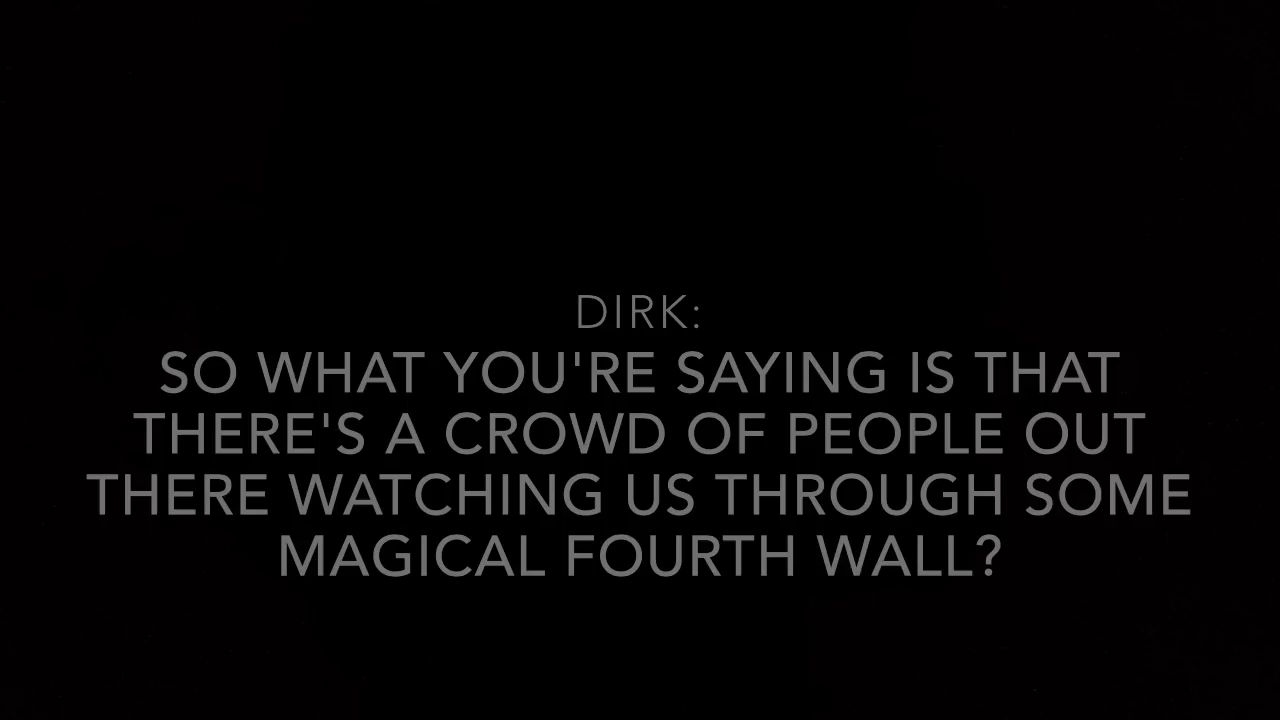 DIRK:
SO WHAT YOU'RE SAYING IS THAT
THERE'S A CROWD OF PEOPLE OUT
THERE WATCHING US THROUGH SOME
MAGICAL FOURTH WALL?